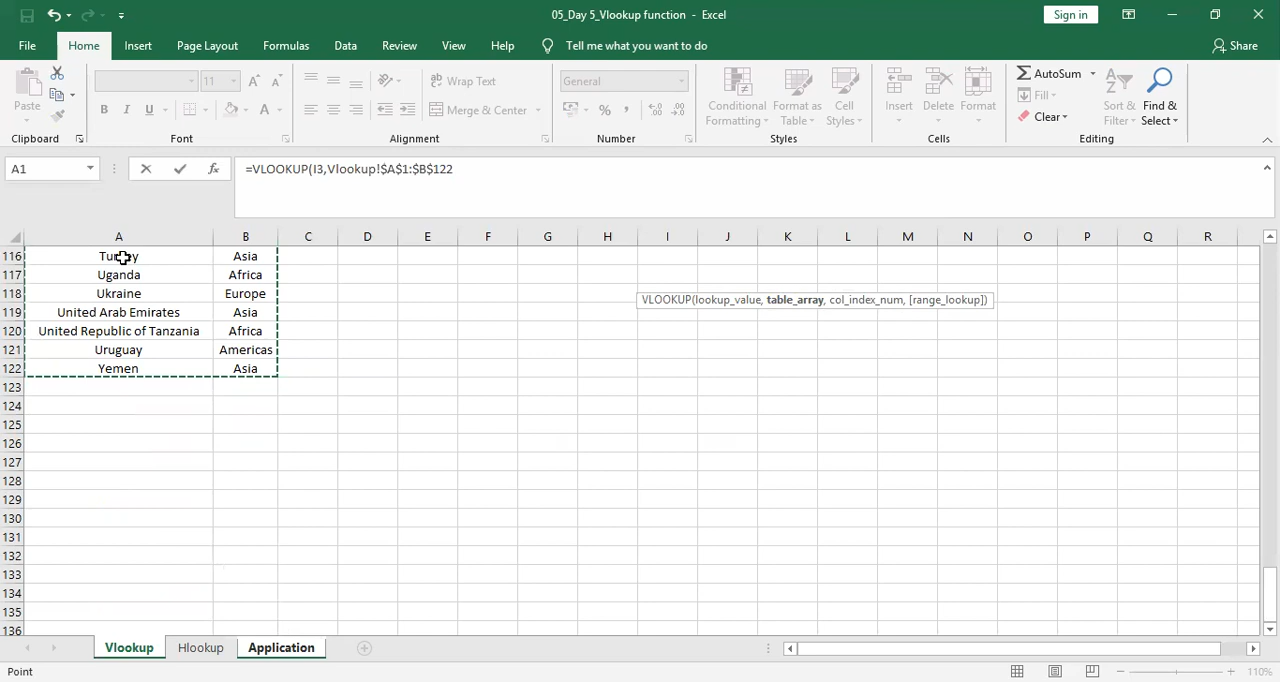 05_Day 5_Vlookup function - Excel
Sign in
File Home Insert Page Layout Formulas Data Review View Help Tell me what you want to do Share
Paste
11
Wrap Text
Merge & Center
General
Conditional Formatting
Format as Table
Cell Styles
Insert
Delete
Format
AutoSum
Fill
Clear
Sort & Filter
Find & Select
Clipboard Font Alignment Number Styles Cells Editing
A1 fx =VLOOKUP(I3,Vlookup!$A$1:$B$122
A B C D E F G H I J K L M N O P Q R
116 Turkey Asia
117 Uganda Africa
118 Ukraine Europe
119 United Arab Emirates Asia
VLOOKUP(lookup_value, table_array, col_index_num, [range_lookup])
120 United Republic of Tanzania Africa
121 Uruguay Americas
122 Yemen Asia
123
124
125
126
127
128
129
130
131
132
133
134
135
136
Vlookup Hlookup Application
Point
110%